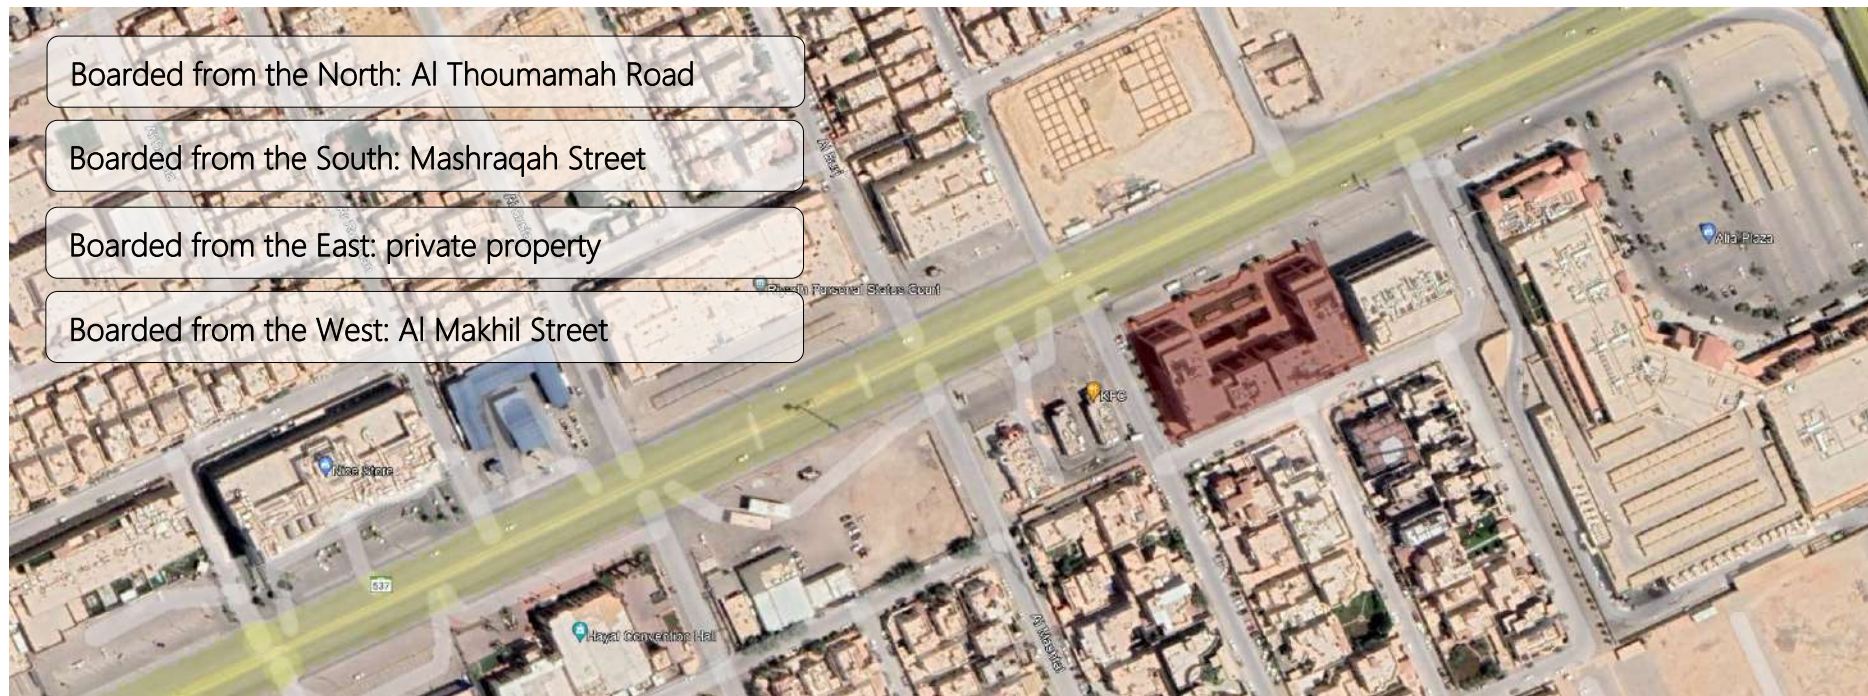 Boarded from the North: Al Thoumamah Road
Boarded from the South: Mashraqah Street
Boarded from the East: private property
Boarded from the West: Al Makhil Street
Al Burj
Riyadh Personal Status Court
Alia Plaza
KFC
Nice Store
537
Hayat Convention Hall